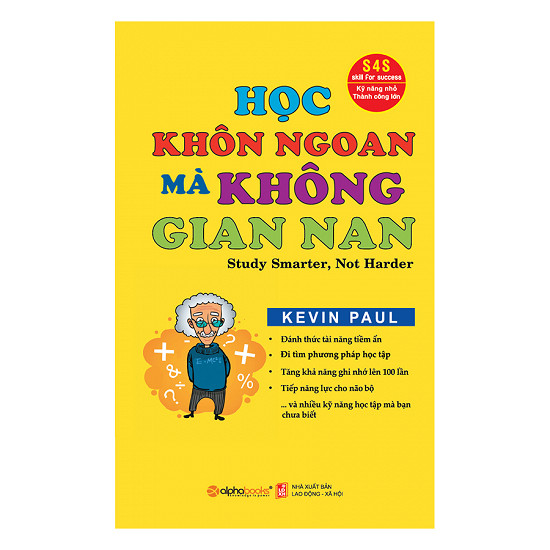 S4S
skill for success
Kỹ năng nhỏ
Thành công lớn
HỌC
KHÔN NGOAN
MÀ KHÔNG
GIAN NAN
Study Smarter, Not Harder
KEVIN PAUL
• Đánh thức tài năng tiềm ẩn
• Đi tìm phương pháp học tập
• Tăng khả năng ghi nhớ lên 100 lần
• Tiếp năng lực cho não bộ
... và nhiều kỹ năng học tập mà bạn
chưa biết
alphabooks
knowledge is power
NHÀ XUẤT BẢN
LAO ĐỘNG - XÃ HỘI